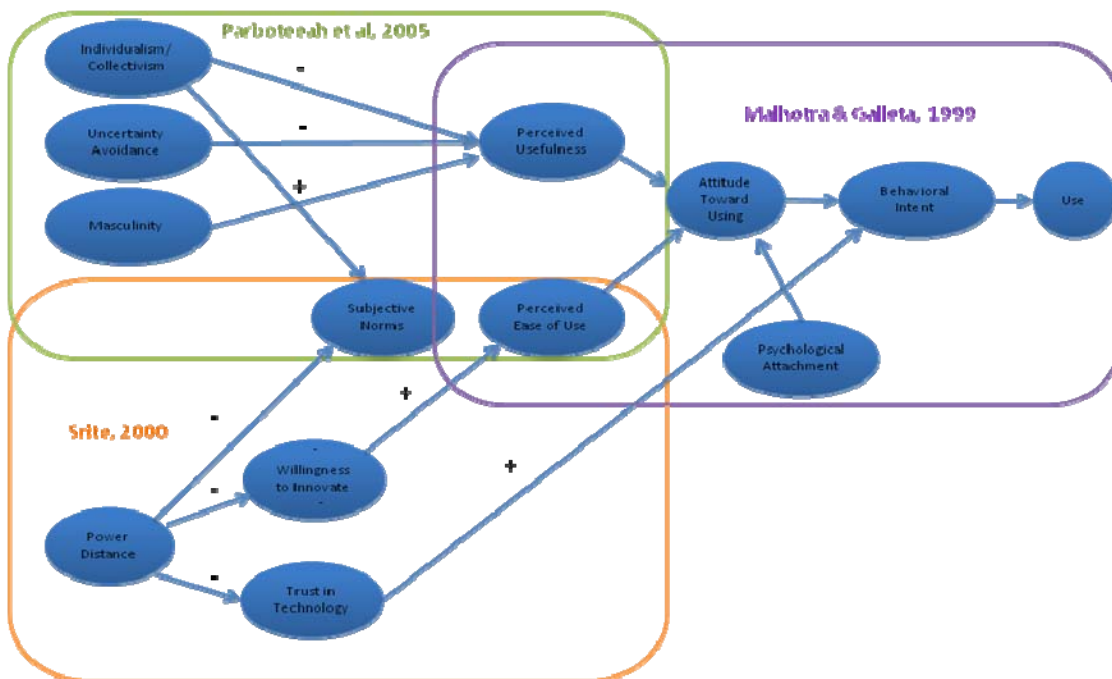 Parboteeah et al, 2005
Individualism/
Collectivism
-
-
Uncertainty
Avoidance
+
Masculinity
Perceived
Usefulness
Malhotra & Galleta, 1999
Attitude
Toward
Using
Behavioral
Intent
Use
Subjective
Norms
Perceived
Ease of Use
Psychological
Attachment
Srite, 2000
-
+
+
Willingness
to Innovate
-
Power
Distance
-
Trust in
Technology